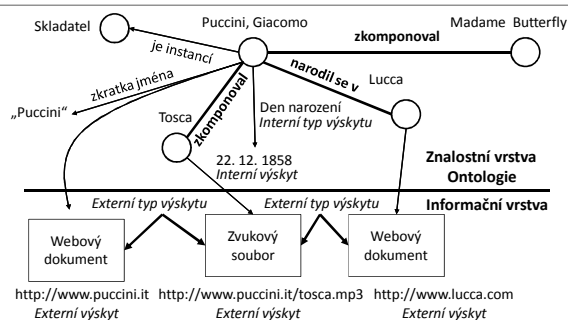 Skladatel
Puccini, Giacomo
Madame Butterfly
je instancí
zkomponoval
zkratka jména
zkomponoval
narodil se v
Lucca
„Puccini“
Tosca
Den narození
Interní typ výskytu
22. 12. 1858
Interní výskyt
Znalostní vrstva
Ontologie
Externí typ výskytu
Externí typ výskytu
Informační vrstva
Webový
dokument
Zvukový
soubor
Webový
dokument
http://www.puccini.it
http://www.puccini.it/tosca.mp3
http://www.lucca.com
Externí výskyt
Externí výskyt
Externí výskyt